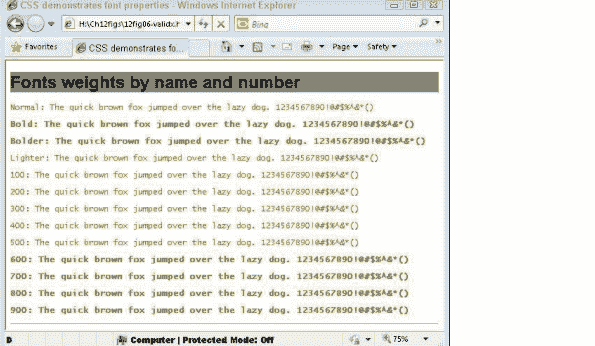 CSS demonstrates font properties - Windows Internet Explorer
H:\Ch12figs\12fig06-validx.h
Bing
Favorites CSS demonstrates fo... Page Safety
Fonts weights by name and number
Normal: The quick brown fox jumped over the lazy dog. 1234567890!@#$%^&*()
Bold: The quick brown fox jumped over the lazy dog. 1234567890!@#$%^&*()
Bolder: The quick brown fox jumped over the lazy dog. 1234567890!@#$%^&*()
Lighter: The quick brown fox jumped over the lazy dog. 1234567890!@#$%^&*()
100: The quick brown fox jumped over the lazy dog. 1234567890!@#$%^&*()
200: The quick brown fox jumped over the lazy dog. 1234567890!@#$%^&*()
300: The quick brown fox jumped over the lazy dog. 1234567890!@#$%^&*()
400: The quick brown fox jumped over the lazy dog. 1234567890!@#$%^&*()
500: The quick brown fox jumped over the lazy dog. 1234567890!@#$%^&*()
600: The quick brown fox jumped over the lazy dog. 1234567890!@#$%^&*()
700: The quick brown fox jumped over the lazy dog. 1234567890!@#$%^&*()
800: The quick brown fox jumped over the lazy dog. 1234567890!@#$%^&*()
900: The quick brown fox jumped over the lazy dog. 1234567890!@#$%^&*()
Computer | Protected Mode: Off 75%